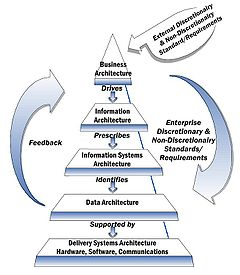 External Discretionary
& Non-Discretionary
Standard/Requirements
Business
Architecture
Drives
Information
Architecture
Prescribes
Information Systems
Architecture
Identifies
Data Architecture
Supported by
Delivery Systems Architecture
Hardware, Software, Communications
Feedback
Enterprise
Discretionary &
Non-Discretionary
Standards/
Requirements